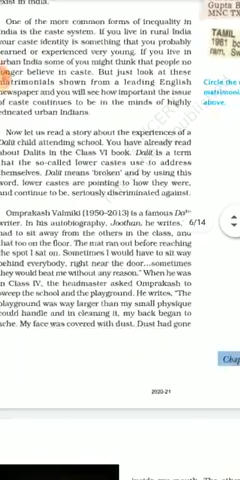 exist in India.
One of the more common forms of inequality in
India is the caste system. If you live in rural India
your caste identity is something that you probably
learned or experienced very young. If you live in
urban India some of you might think that people no
longer believe in caste. But just look at these
matrimonials shown from a leading English
newspaper and you will see how important the issue
of caste continues to be in the minds of highly
educated urban Indians.
Now let us read a story about the experiences of a
Dalit child attending school. You have already read
about Dalits in the Class VI book. Dalit is a term
that the so-called lower castes use to address
themselves. Dalit means 'broken' and by using this
word, lower castes are pointing to how they were,
and continue to be, seriously discriminated against.
Omprakash Valmiki (1950–2013) is a famous Da
writer. In his autobiography, Joothan, he writes,
had to sit away from the others in the class, and
that too on the floor. The mat ran out before reaching
the spot I sat on. Sometimes I would have to sit way
behind everybody, right near the door...sometimes
they would beat me without any reason." When he was
in Class IV, the headmaster asked Omprakash to
sweep the school and the playground. He writes, "The
playground was way larger than my small physique
could handle and in cleaning it, my back began to
ache. My face was covered with dust. Dust had gone
Gupta B
MNC T
TAMIL
1981 bo
ram, Sw
Circle the
matrimoni
above.
6/14
Chap
2020-21